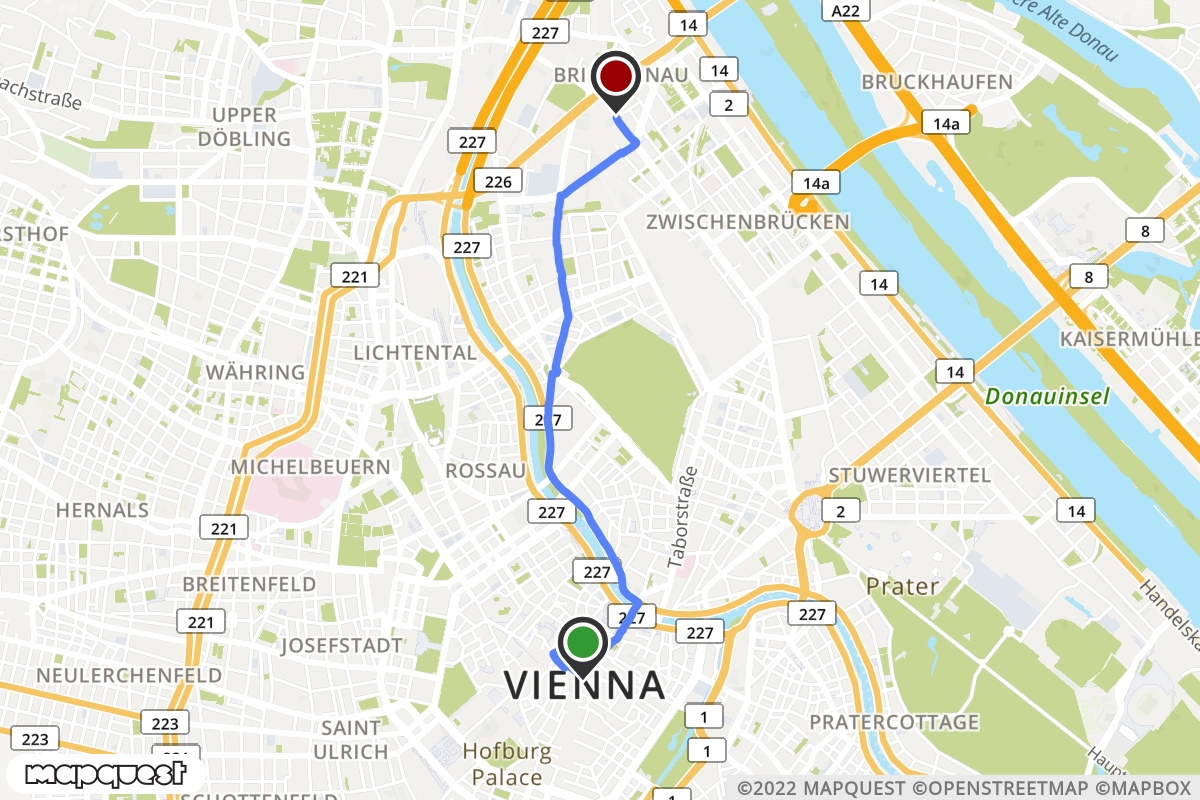 A22
14
227
ere Alte Donau
14
BRI NAU
BRUCKHAUFEN
achstraße
2
UPPER
DÖBLING
14a
227
226
14a
ZWISCHENBRÜCKEN
8
RSTHOF
227
221
8
14
KAISERMÜHLE
LICHTENTAL
WÄHRING
14
Donauinsel
227
MICHELBEUERN
ROSSAU
STUWERVIERTEL
Taborstraße
HERNALS
227
2
14
221
227
BREITENFELD
Prater
Handelska
221
227
227
227
JOSEFSTADT
NEULERCHENFELD
VIENNA
223
1
PRATERCOTTAGE
223
SAINT
ULRICH
Hofburg
Palace
1
Haupt
221
mapquest
SCHOTTENFELD
1
©2022 MAPQUEST ©OPENSTREETMAP ©MAPBOX